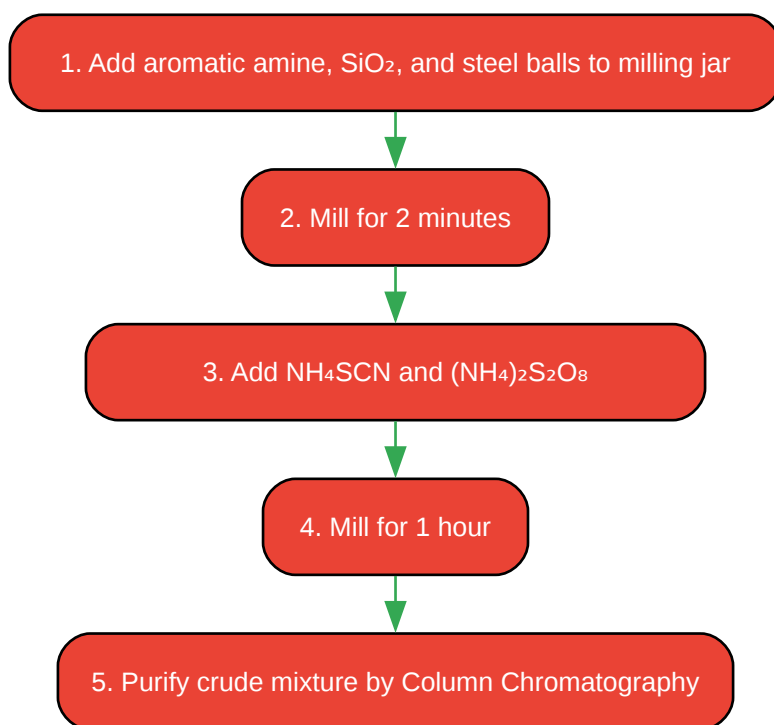 1. Add aromatic amine, SiO₂, and steel balls to milling jar
2. Mill for 2 minutes
3. Add NH₄SCN and (NH₄)₂S₂O₈
4. Mill for 1 hour
5. Purify crude mixture by Column Chromatography